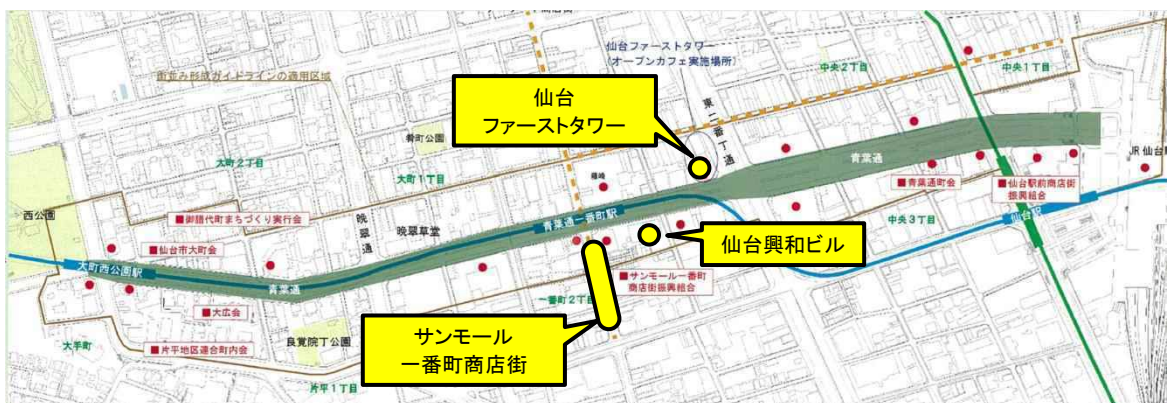 仙台ファーストタワー
(オープンカフェ実施場所)
街並み形成ガイドラインの適用区域
中央2丁目
中央1丁目
仙台
ファーストタワー
東二番丁通
肴町公園
大町2丁目
大町1丁目
藤崎
青葉通
JR仙台駅
■青葉通町会
■仙台駅前商店街
振興組合
西公園
■御譜代町まちづくり実行会
晩翠通
晩翠草堂
青葉通一番町駅
中央3丁目
仙台駅
■仙台市大町会
仙台興和ビル
大町西公園駅
青葉通
■サンモール一番町
商店街振興組合
一番町2丁目
■大広会
良覚院丁公園
サンモール
一番町商店街
大手町
■片平地区連合町内会
片平1丁目